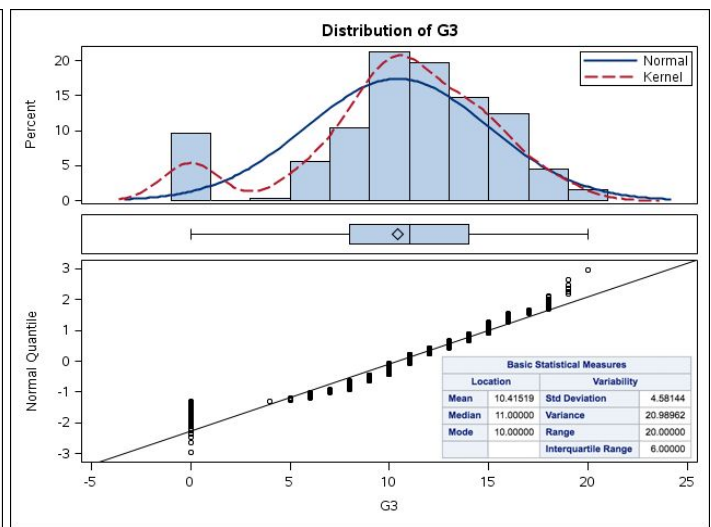 Distribution of G3
Normal
Kernel
Percent
20
15
10
5
0
Normal Quantile
3
2
1
0
-1
-2
-3
Basic Statistical Measures
Location Variability
Mean 10.41519 Std Deviation 4.58144
Median 11.00000 Variance 20.98962
Mode 10.00000 Range 20.00000
Interquartile Range 6.00000
-5 0 5 10 15 20 25
G3